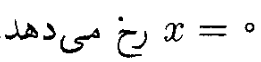 x = ۰ رخ می‌دهد